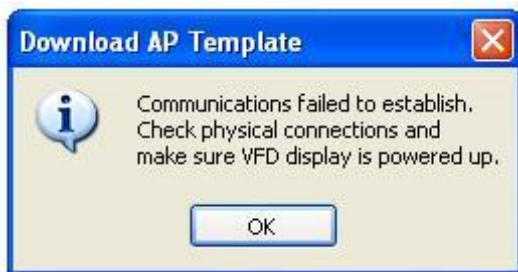 Download AP Template
Communications failed to establish.
Check physical connections and
make sure VFD display is powered up.
OK